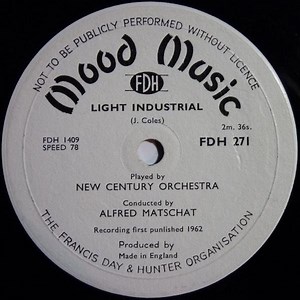 NOT TO BE PUBLICLY PERFORMED WITHOUT LICENCE
Mood Music
FDH
LIGHT INDUSTRIAL
(J. Coles)
2m. 36s.
FDH 1409
SPEED 78
FDH 271
Played by
NEW CENTURY ORCHESTRA
Conducted by
ALFRED MATSCHAT
Recording first punlished 1962
Produced by
Made in England
THE FRANCIS DAY & HUNTER ORGANISATION